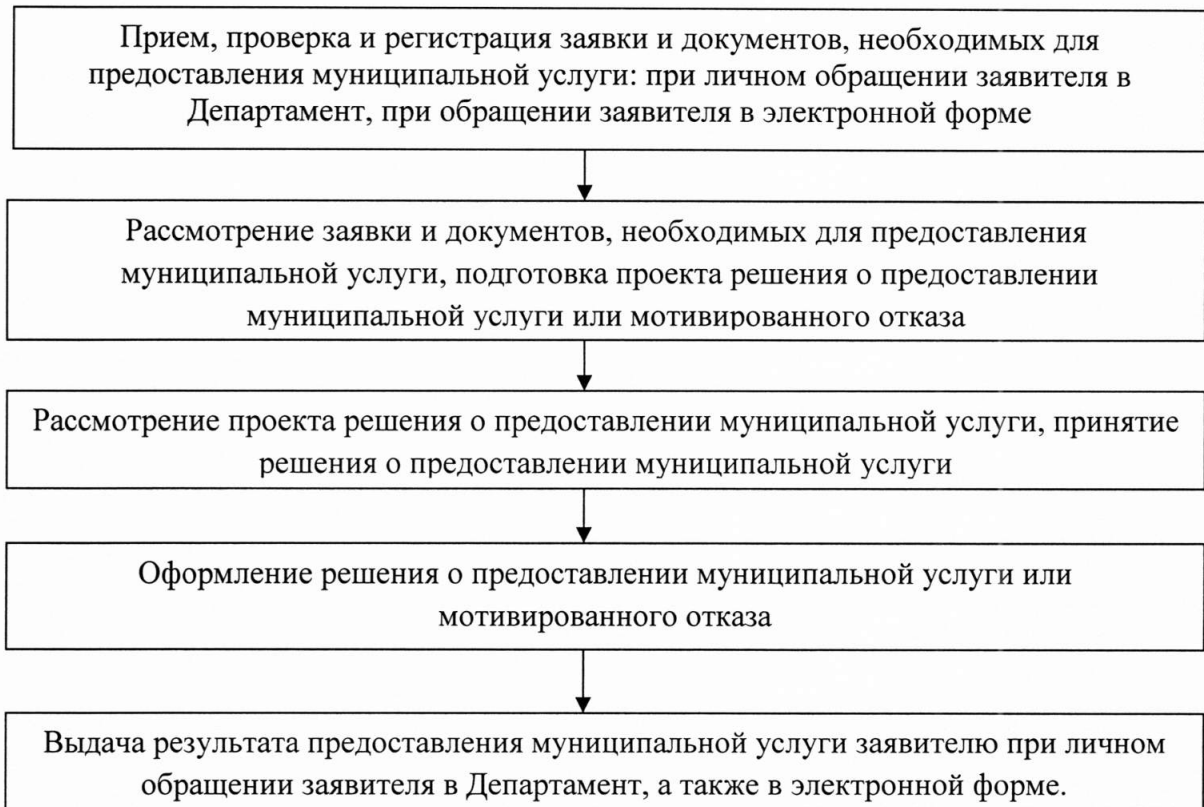 Прием, проверка и регистрация заявки и документов, необходимых для
предоставления муниципальной услуги: при личном обращении заявителя в
Департамент, при обращении заявителя в электронной форме
Рассмотрение заявки и документов, необходимых для предоставления
муниципальной услуги, подготовка проекта решения о предоставлении
муниципальной услуги или мотивированного отказа
Рассмотрение проекта решения о предоставлении муниципальной услуги, принятие
решения о предоставлении муниципальной услуги
Оформление решения о предоставлении муниципальной услуги или
мотивированного отказа
Выдача результата предоставления муниципальной услуги заявителю при личном
обращении заявителя в Департамент, а также в электронной форме.